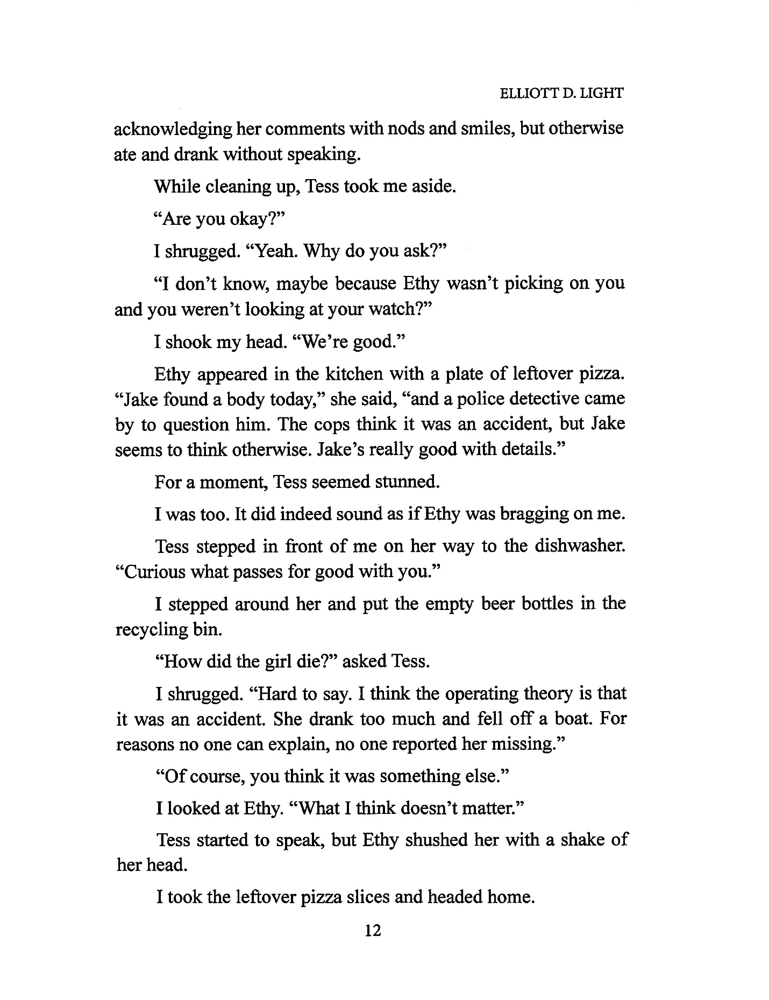 ELLIOTT D. LIGHT
acknowledging her comments with nods and smiles, but otherwise
ate and drank without speaking.
While cleaning up, Tess took me aside.
“Are you okay?”
I shrugged. “Yeah. Why do you ask?”
“I don’t know, maybe because Ethy wasn’t picking on you
and you weren’t looking at your watch?”
I shook my head. “We’re good.”
Ethy appeared in the kitchen with a plate of leftover pizza.
“Jake found a body today,” she said, “and a police detective came
by to question him. The cops think it was an accident, but Jake
seems to think otherwise. Jake’s really good with details.”
For a moment, Tess seemed stunned.
I was too. It did indeed sound as if Ethy was bragging on me.
Tess stepped in front of me on her way to the dishwasher.
“Curious what passes for good with you.”
I stepped around her and put the empty beer bottles in the
recycling bin.
“How did the girl die?” asked Tess.
I shrugged. “Hard to say. I think the operating theory is that
it was an accident. She drank too much and fell off a boat. For
reasons no one can explain, no one reported her missing.”
“Of course, you think it was something else.”
I looked at Ethy. “What I think doesn’t matter.”
Tess started to speak, but Ethy shushed her with a shake of
her head.
I took the leftover pizza slices and headed home.
12